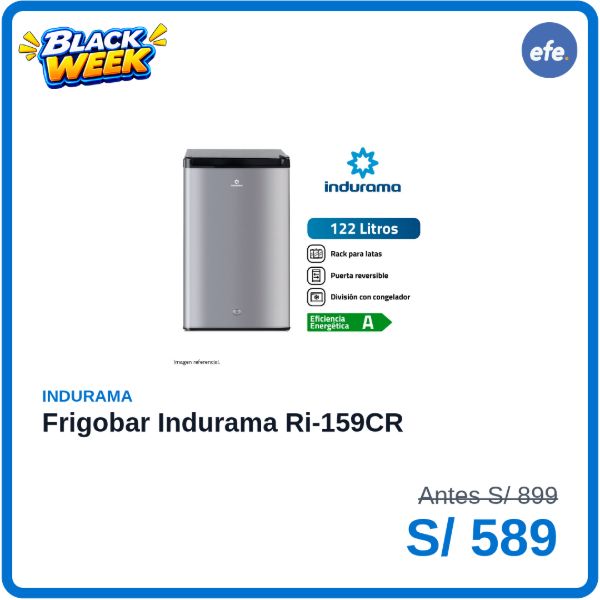 BLACK
WEEK
efe.
indurama
indurama
122 Litros
Rack para latas
Puerta reversible
División con congelador
Eficiencia
Energética
A
Imagen referencial.
INDURAMA
Frigobar Indurama Ri-159CR
Antes S/ 899
S/ 589